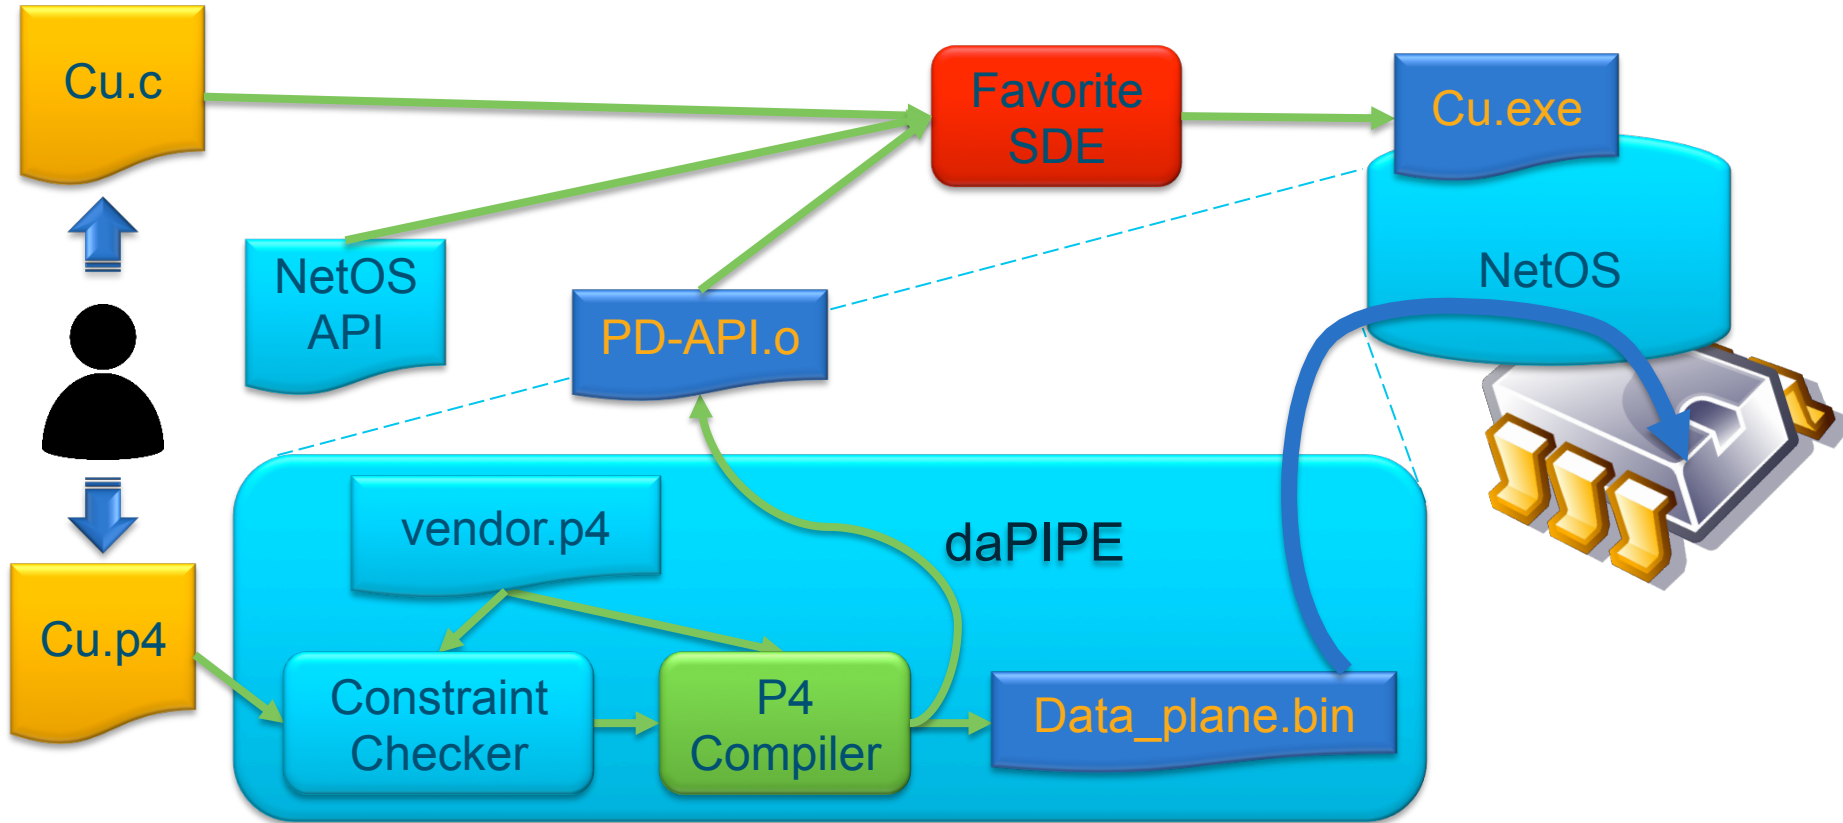 Cu.c
Favorite
SDE
Cu.exe
NetOS
API
PD-API.o
NetOS
vendor.p4
daPIPE
Cu.p4
Constraint
Checker
P4
Compiler
Data_plane.bin